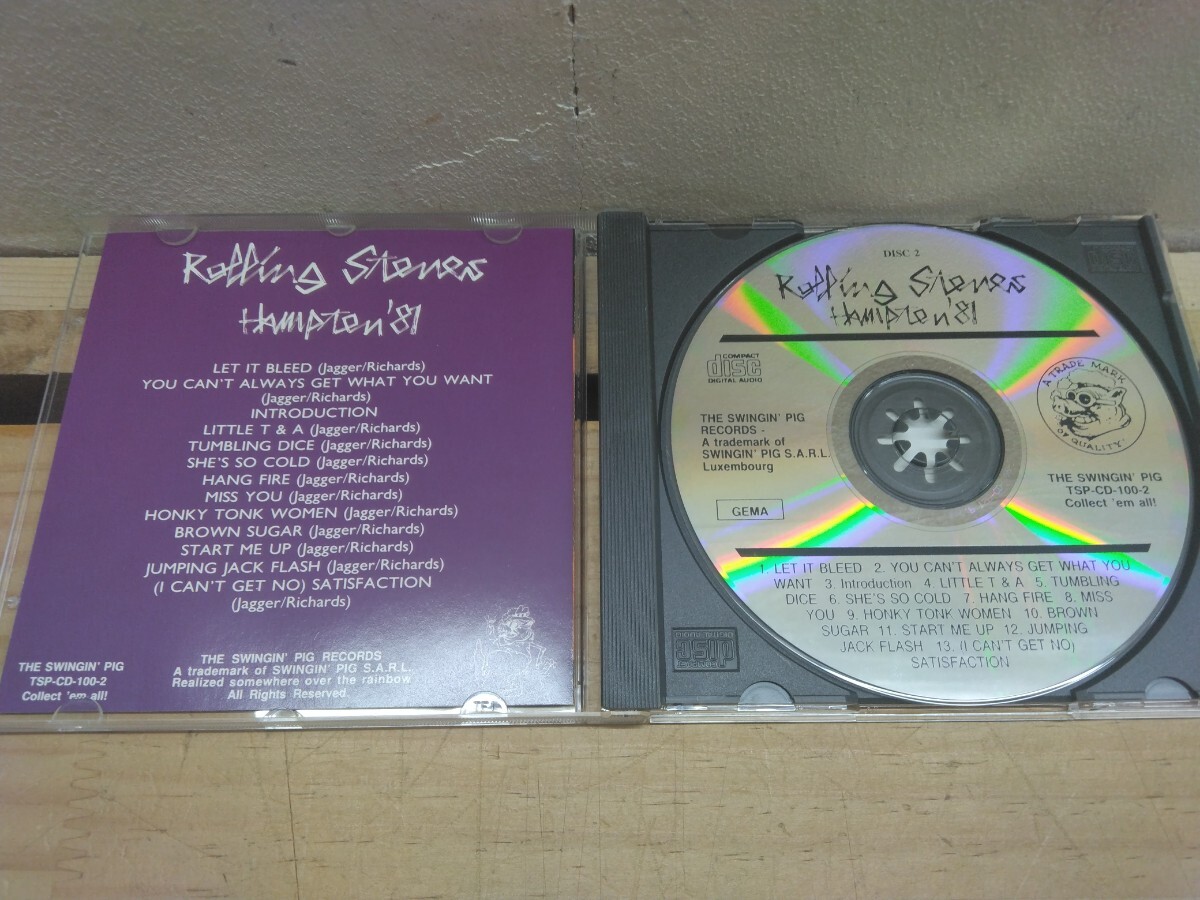 Rolling Stones
Hampton '81
LET IT BLEED (Jagger/Richards)
YOU CAN'T ALWAYS GET WHAT YOU WANT
(Jagger/Richards)
INTRODUCTION
LITTLE T & A (Jagger/Richards)
TUMBLING DICE (Jagger/Richards)
SHE'S SO COLD (Jagger/Richards)
HANG FIRE (Jagger/Richards)
MISS YOU (Jagger/Richards)
HONKY TONK WOMEN (Jagger/Richards)
BROWN SUGAR (Jagger/Richards)
START ME UP (Jagger/Richards)
JUMPING JACK FLASH (Jagger/Richards)
(I CAN'T GET NO) SATISFACTION
(Jagger/Richards)
THE SWINGIN' PIG
TSP-CD-100-2
Collect 'em all!
THE SWINGIN' PIG RECORDS
A trademark of SWINGIN' PIG S.A.R.L.
Realized somewhere over the rainbow
All Rights Reserved.
DISC 2
Rolling Stones
Hampton '81
COMPACT
disc
DIGITAL AUDIO
A TRADE MARK
OF QUALITY
THE SWINGIN' PIG
RECORDS -
A trademark of
SWINGIN' PIG S.A.R.L.
Luxembourg
GEMA
THE SWINGIN' PIG
TSP-CD-100-2
Collect 'em all!
1. LET IT BLEED 2. YOU CAN'T ALWAYS GET WHAT YOU
WANT 3. Introduction 4. LITTLE T & A 5. TUMBLING
DICE 6. SHE'S SO COLD 7. HANG FIRE 8. MISS
YOU 9. HONKY TONK WOMEN 10. BROWN
SUGAR 11. START ME UP 12. JUMPING
JACK FLASH 13. (I CAN'T GET NO)
SATISFACTION